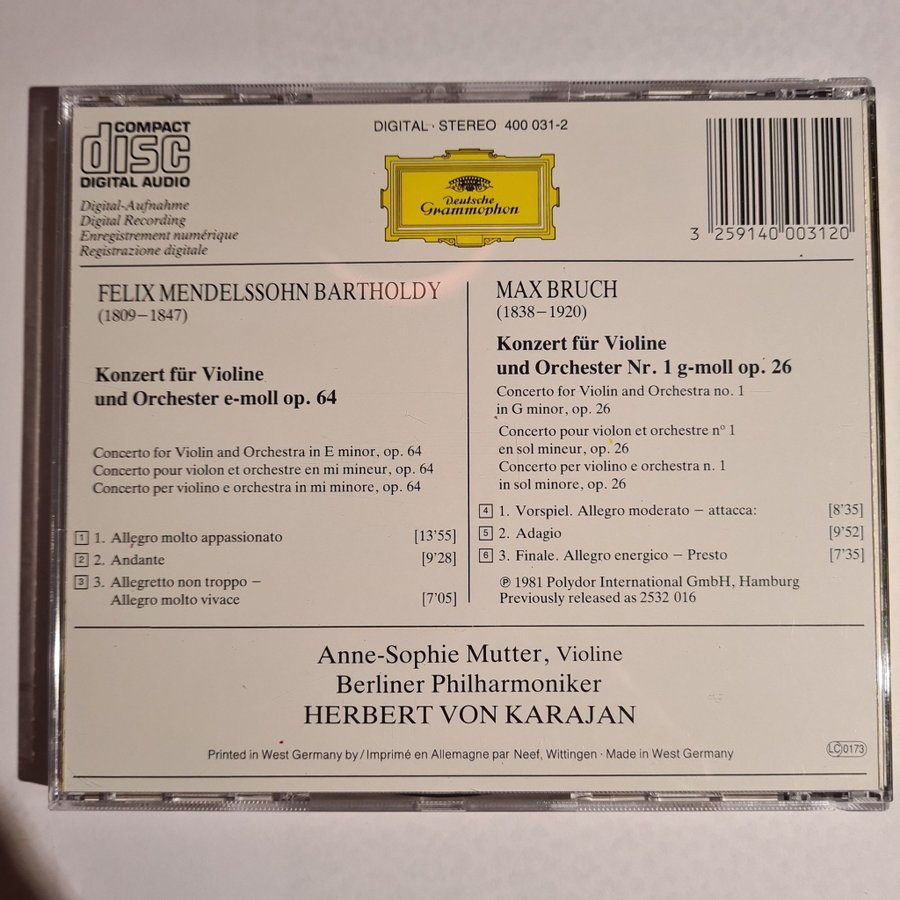 COMPACT
disc
DIGITAL AUDIO
Digital-Aufnahme
Digital Recording
Enregistrement numérique
Registrazione digitale
DIGITAL · STEREO 400 031-2
Deutsche
Grammophon
3 259140 003120
FELIX MENDELSSOHN BARTHOLDY
(1809–1847)
Konzert für Violine
und Orchester e-moll op. 64
Concerto for Violin and Orchestra in E minor, op. 64
Concerto pour violon et orchestre en mi mineur, op. 64
Concerto per violino e orchestra in mi minore, op. 64
1 1. Allegro molto appassionato [13'55]
2 2. Andante [9'28]
3 3. Allegretto non troppo –
Allegro molto vivace [7'05]
MAX BRUCH
(1838–1920)
Konzert für Violine
und Orchester Nr. 1 g-moll op. 26
Concerto for Violin and Orchestra no. 1
in G minor, op. 26
Concerto pour violon et orchestre nº 1
en sol mineur, op. 26
Concerto per violino e orchestra n. 1
in sol minore, op. 26
4 1. Vorspiel. Allegro moderato – attacca: [8'35]
5 2. Adagio [9'52]
6 3. Finale. Allegro energico – Presto [7'35]
℗ 1981 Polydor International GmbH, Hamburg
Previously released as 2532 016
Anne-Sophie Mutter, Violine
Berliner Philharmoniker
HERBERT VON KARAJAN
Printed in West Germany by / Imprimé en Allemagne par Neef, Wittingen · Made in West Germany
LC 0173